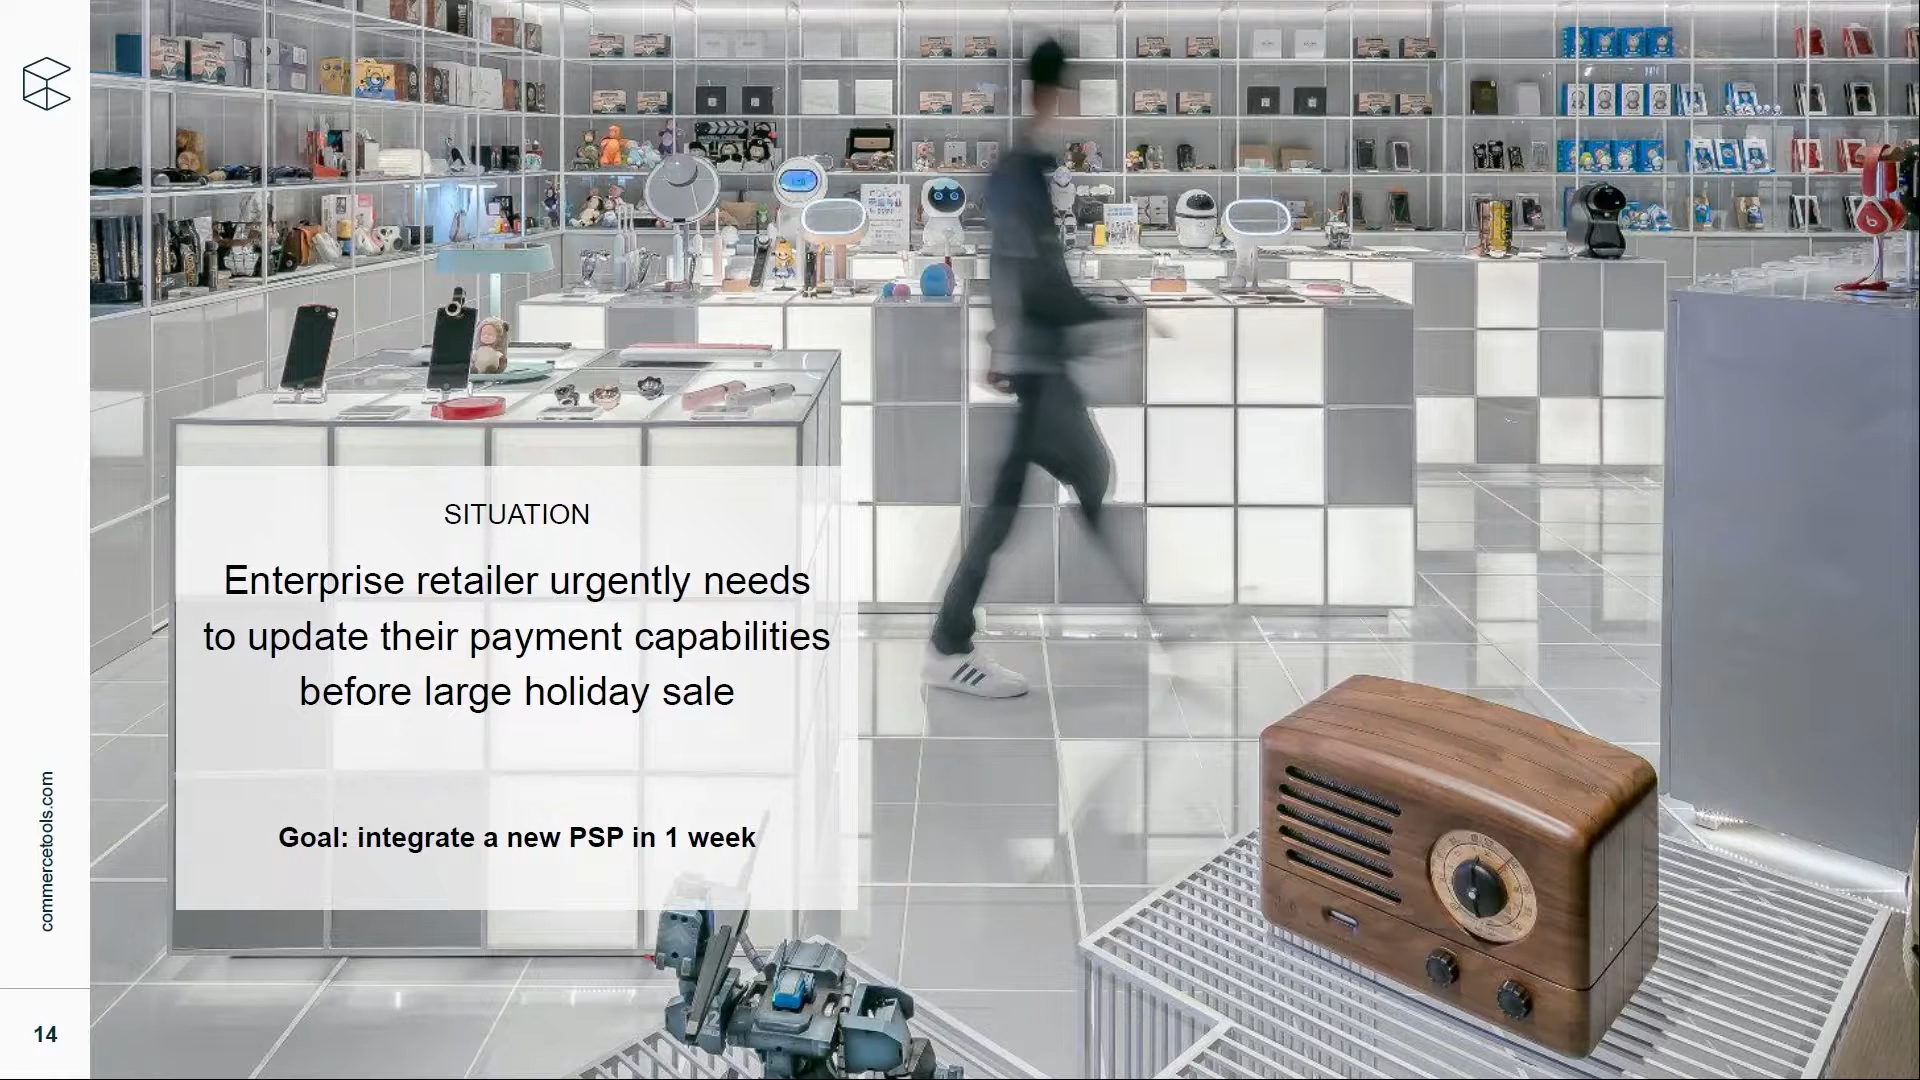 SITUATION
Enterprise retailer urgently needs
to update their payment capabilities
before large holiday sale
Goal: integrate a new PSP in 1 week
commercetools.com
14